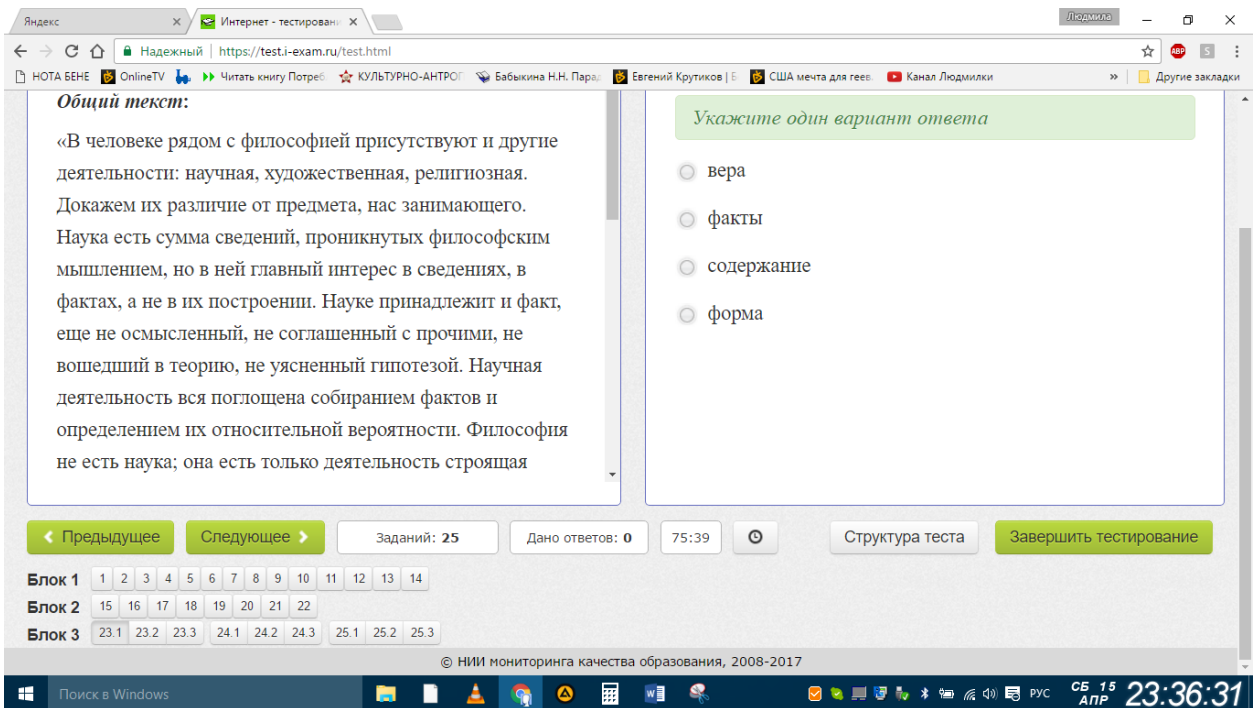 Яндекс
Интернет - тестировани
Людмила
Надежный | https://test.i-exam.ru/test.html
ABP
S
НОТА БЕНЕ OnlineTV Читать книгу Потреб КУЛЬТУРНО-АНТРОГ Бабыкина Н.Н. Пара Евгений Крутиков | Б США мечта для геев. Канал Людмилки » Другие закладки
Общий текст:
«В человеке рядом с философией присутствуют и другие
деятельности: научная, художественная, религиозная.
Докажем их различие от предмета, нас занимающего.
Наука есть сумма сведений, проникнутых философским
мышлением, но в ней главный интерес в сведениях, в
фактах, а не в их построении. Науке принадлежит и факт,
еще не осмысленный, не соглашенный с прочими, не
вошедший в теорию, не уясненный гипотезой. Научная
деятельность вся поглощена собиранием фактов и
определением их относительной вероятности. Философия
не есть наука; она есть только деятельность строящая
Укажите один вариант ответа
вера
факты
содержание
форма
Предыдущее
Следующее
Заданий: 25
Дано ответов: 0
75:39
Структура теста
Завершить тестирование
Блок 1 1 2 3 4 5 6 7 8 9 10 11 12 13 14
Блок 2 15 16 17 18 19 20 21 22
Блок 3 23.1 23.2 23.3 24.1 24.2 24.3 25.1 25.2 25.3
© НИИ мониторинга качества образования, 2008-2017
Поиск в Windows
РУС
СБ 15
АПР
23:36:31